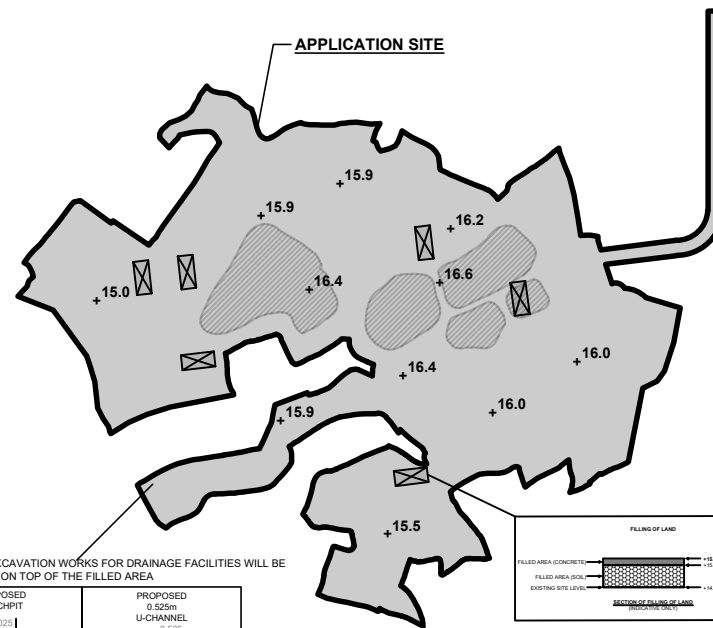 APPLICATION SITE
15.9
15.9
16.2
16.6
16.4
15.0
16.0
16.4
16.0
15.9
15.5
WORKS FOR DRAINAGE FACILITIES WILL BE
ON TOP OF THE FILLED AREA
PROPOSED
0.525m
U-CHANNEL
FILLING OF LAND
FILLED AREA (CONCRETE)
FILLED AREA (SOIL)
EXISTING SITE LEVEL
SECTION OF FILLING OF LAND
(INDICATIVE ONLY)